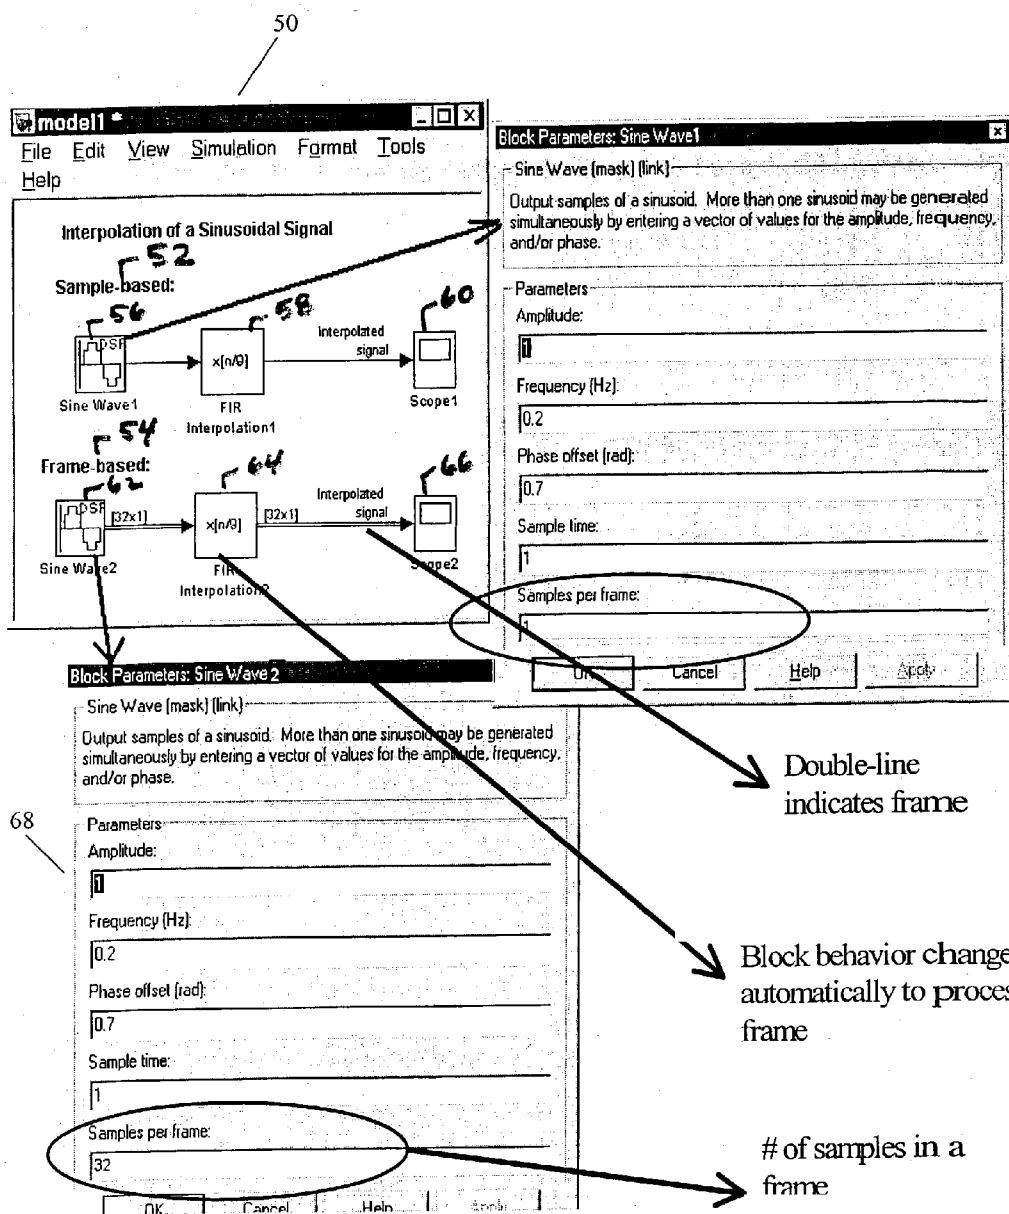 50
model1 *
File Edit View Simulation Format Tools
Help
Interpolation of a Sinusoidal Signal
52
Sample-based:
56
58
60
DSP
x[n/9]
Interpolated
signal
Sine Wave1
FIR
Interpolation1
Scope1
54
Frame-based:
62
64
66
DSP
[32x1]
x[n/9]
[32x1]
Interpolated
signal
Sine Wave2
FIR
Scope2
Block Parameters: Sine Wave1
Sine Wave (mask) (link)
Output samples of a sinusoid. More than one sinusoid may be generated
simultaneously by entering a vector of values for the amplitude, frequency,
and/or phase.
Parameters
Amplitude:
1
Frequency (Hz):
0.2
Phase offset (rad):
0.7
Sample time:
1
Samples per frame:
1
OK Cancel Help Apply
Block Parameters: Sine Wave 2
Sine Wave (mask) (link)
Output samples of a sinusoid. More than one sinusoid may be generated
simultaneously by entering a vector of values for the amplitude, frequency,
and/or phase.
68
Parameters
Amplitude:
1
Frequency (Hz):
0.2
Phase offset (rad):
0.7
Sample time:
1
Samples per frame:
32
OK Cancel Help Apply
Double-line
indicates frame
Block behavior change
automatically to proces
frame
# of samples in a
frame